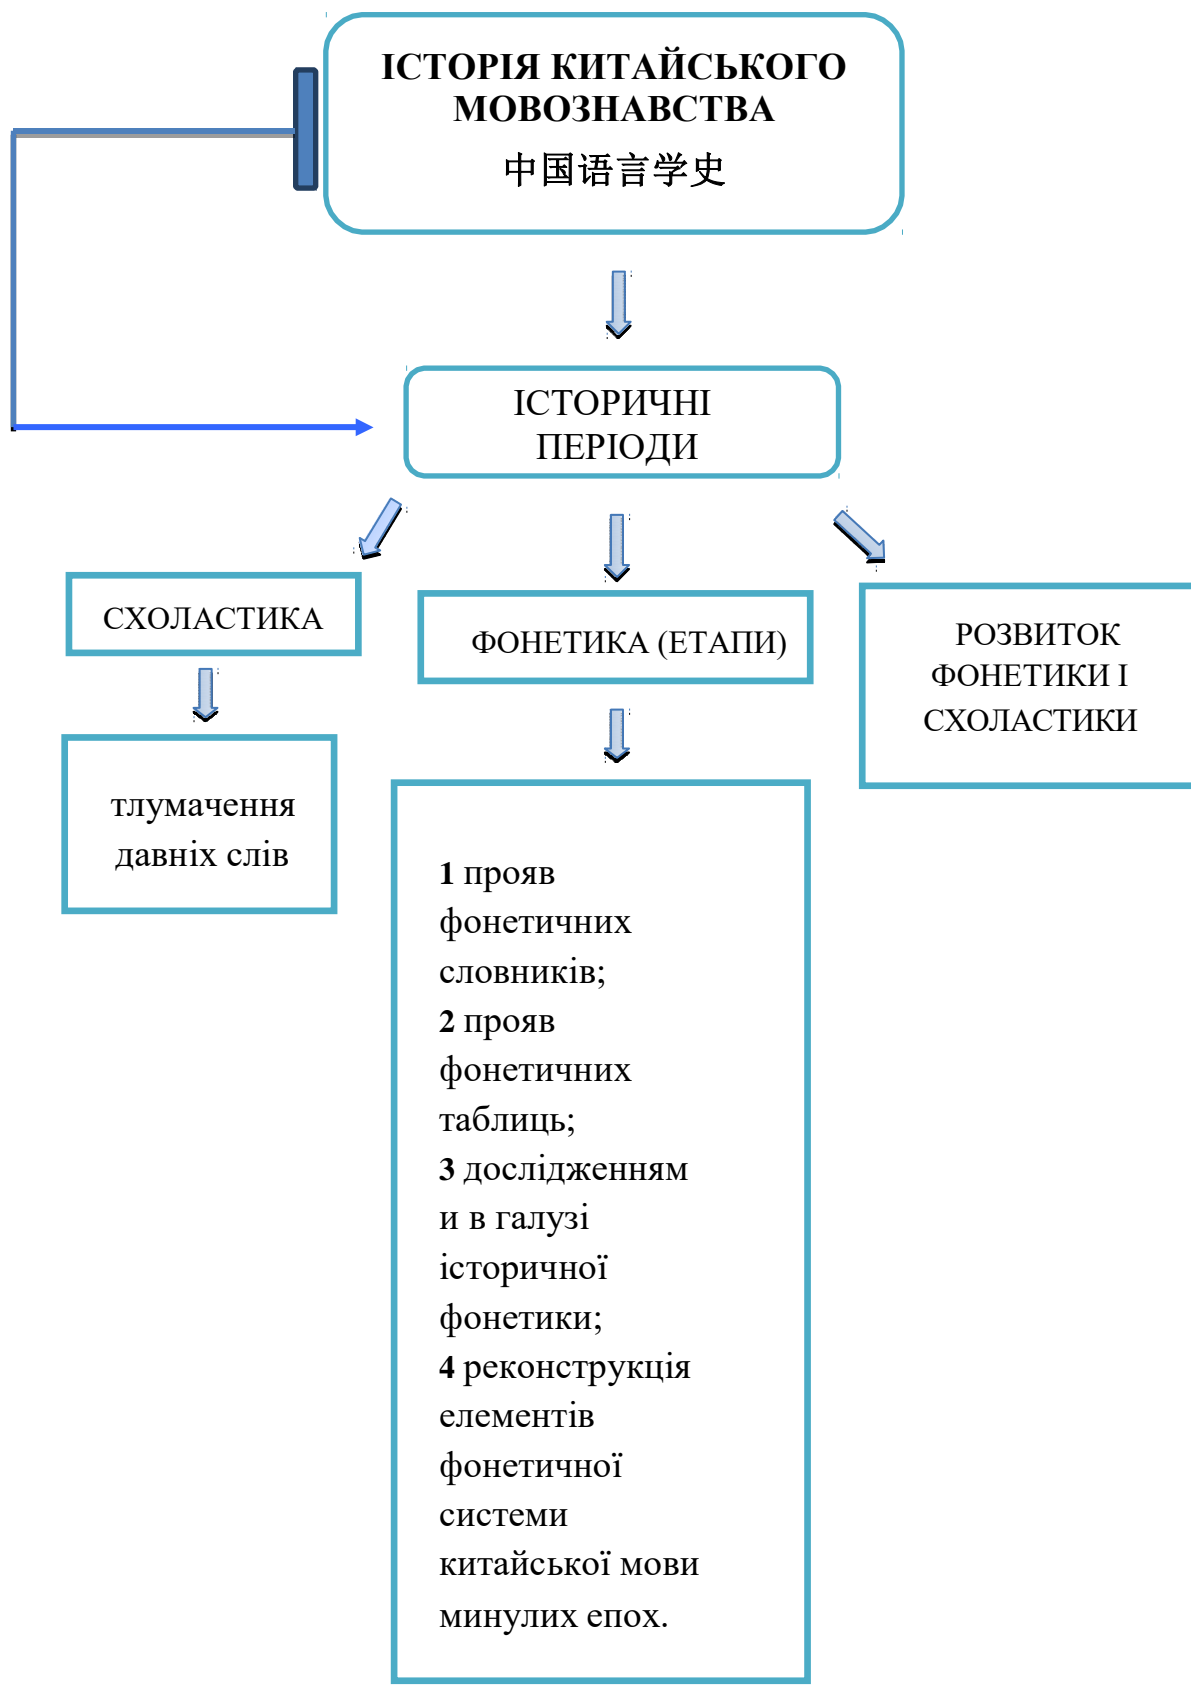 ІСТОРІЯ КИТАЙСЬКОГО
МОВОЗНАВСТВА
中国语言学史
ІСТОРИЧНІ
ПЕРІОДИ
СХОЛАСТИКА
ФОНЕТИКА (ЕТАПИ)
РОЗВИТОК
ФОНЕТИКИ І
СХОЛАСТИКИ
тлумачення
давніх слів
1 прояв
фонетичних
словників;
2 прояв
фонетичних
таблиць;
3 дослідженням
и в галузі
історичної
фонетики;
4 реконструкція
елементів
фонетичної
системи
китайської мови
минулих епох.